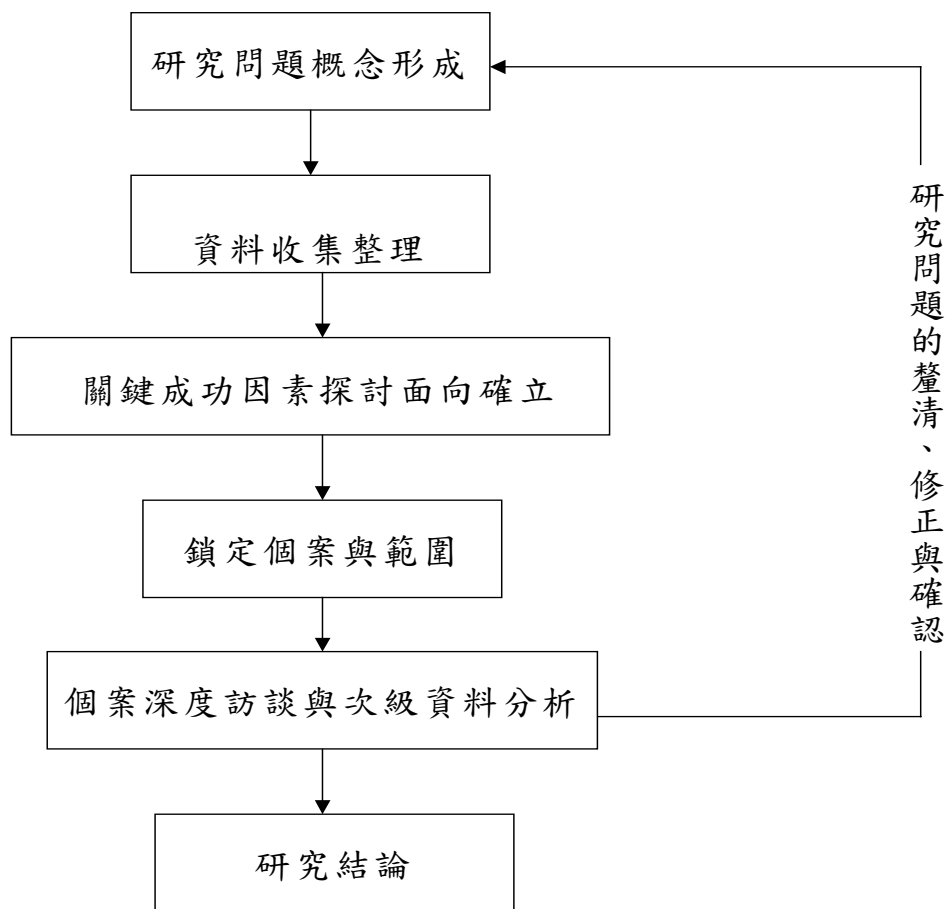 研究問題概念形成
資料收集整理
關鍵成功因素探討面向確立
鎖定個案與範圍
個案深度訪談與次級資料分析
研究結論
研究問題的釐清、修正與確認